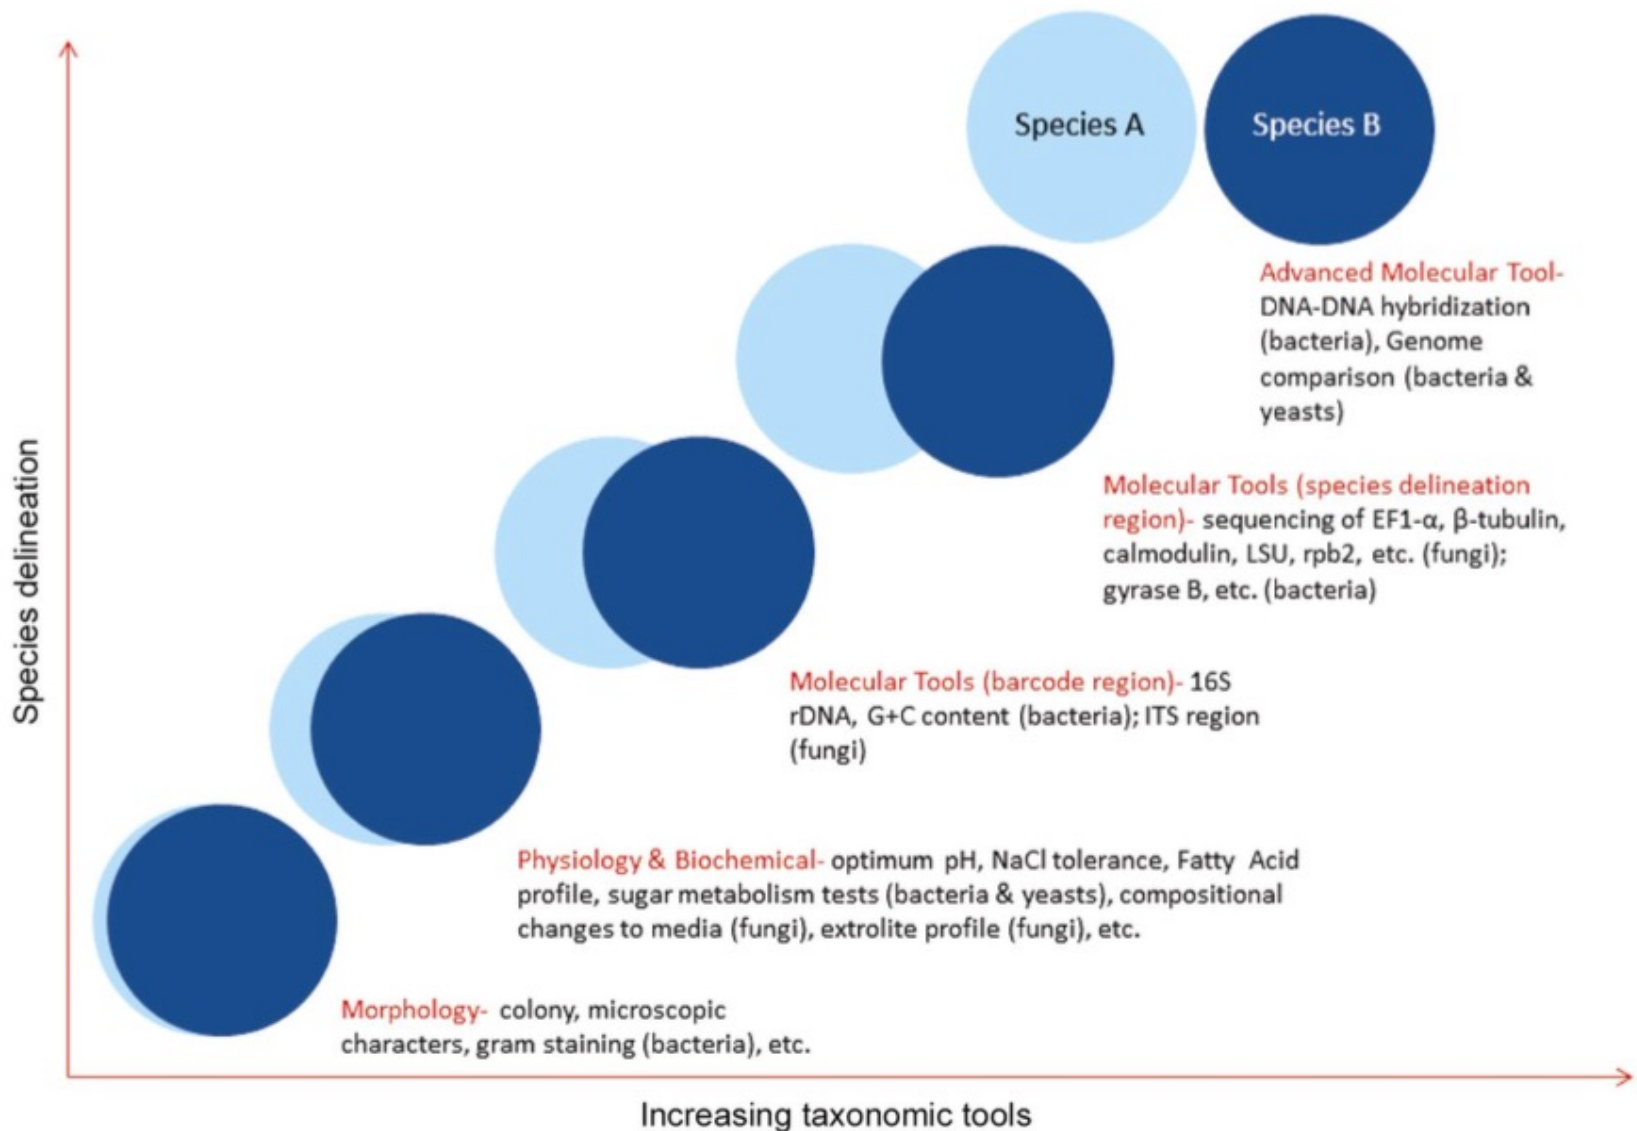 Species A
Species B
Advanced Molecular Tool-
DNA-DNA hybridization
(bacteria), Genome
comparison (bacteria &
yeasts)
Molecular Tools (species delineation
region)- sequencing of EF1-α, β-tubulin,
calmodulin, LSU, rpb2, etc. (fungi);
gyrase B, etc. (bacteria)
Molecular Tools (barcode region)- 16S
rDNA, G+C content (bacteria); ITS region
(fungi)
Physiology & Biochemical- optimum pH, NaCl tolerance, Fatty Acid
profile, sugar metabolism tests (bacteria & yeasts), compositional
changes to media (fungi), extrolite profile (fungi), etc.
Morphology- colony, microscopic
characters, gram staining (bacteria), etc.
Species delineation
Increasing taxonomic tools